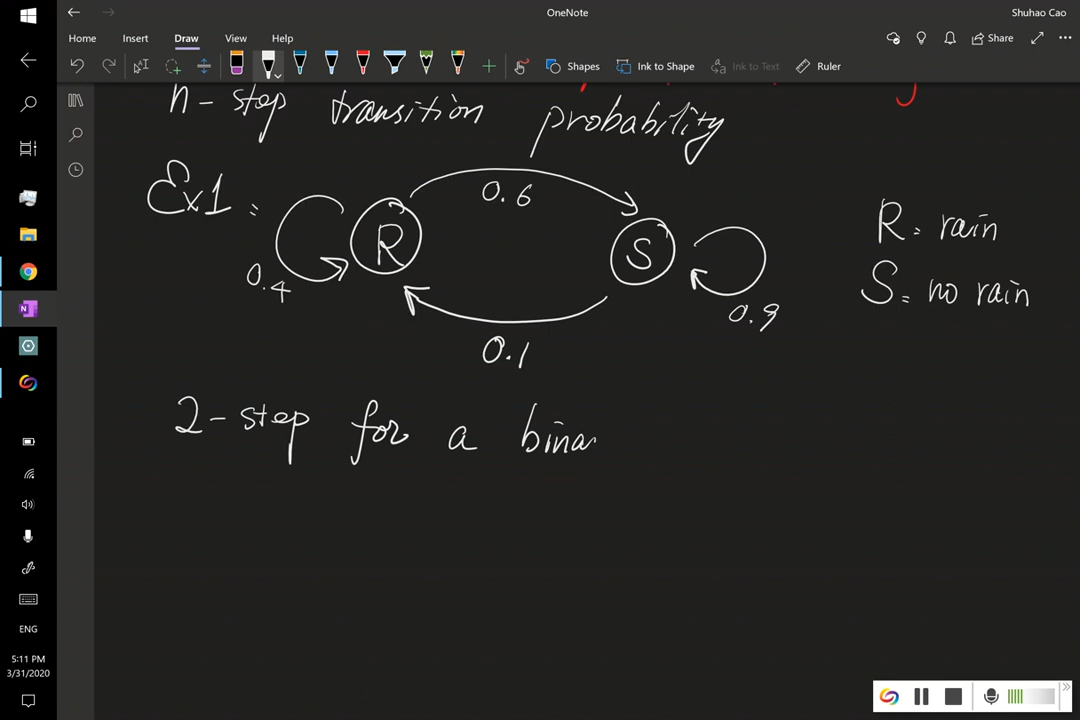 OneNote
Shuhao Cao
Home Insert Draw View Help
Share
Shapes Ink to Shape Ink to Text Ruler
n-step transition probability
Ex1:
0.6
R
S
0.4
0.9
0.1
R: rain
S: no rain
2-step for a bina
ENG
5:11 PM
3/31/2020